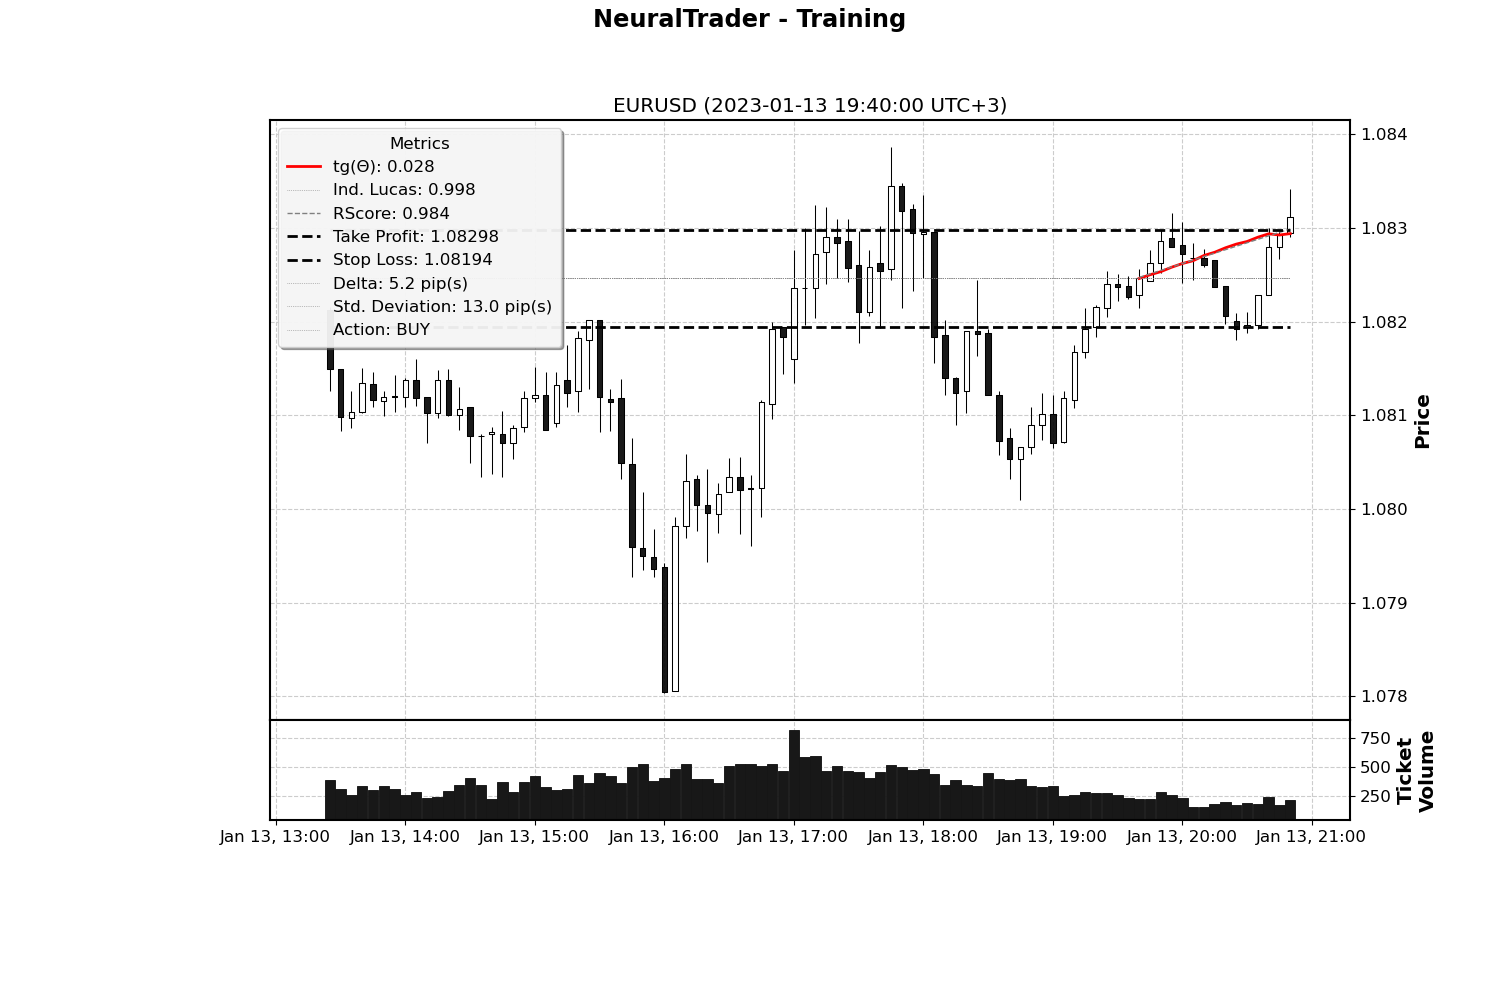 NeuralTrader - Training
EURUSD (2023-01-13 19:40:00 UTC+3)
Metrics
tg(Θ): 0.028
Ind. Lucas: 0.998
RScore: 0.984
Take Profit: 1.08298
Stop Loss: 1.08194
Delta: 5.2 pip(s)
Std. Deviation: 13.0 pip(s)
Action: BUY
1.084
1.083
1.082
1.081
1.080
1.079
1.078
Price
750
500
250
Ticket
Volume
Jan 13, 13:00 Jan 13, 14:00 Jan 13, 15:00 Jan 13, 16:00 Jan 13, 17:00 Jan 13, 18:00 Jan 13, 19:00 Jan 13, 20:00 Jan 13, 21:00